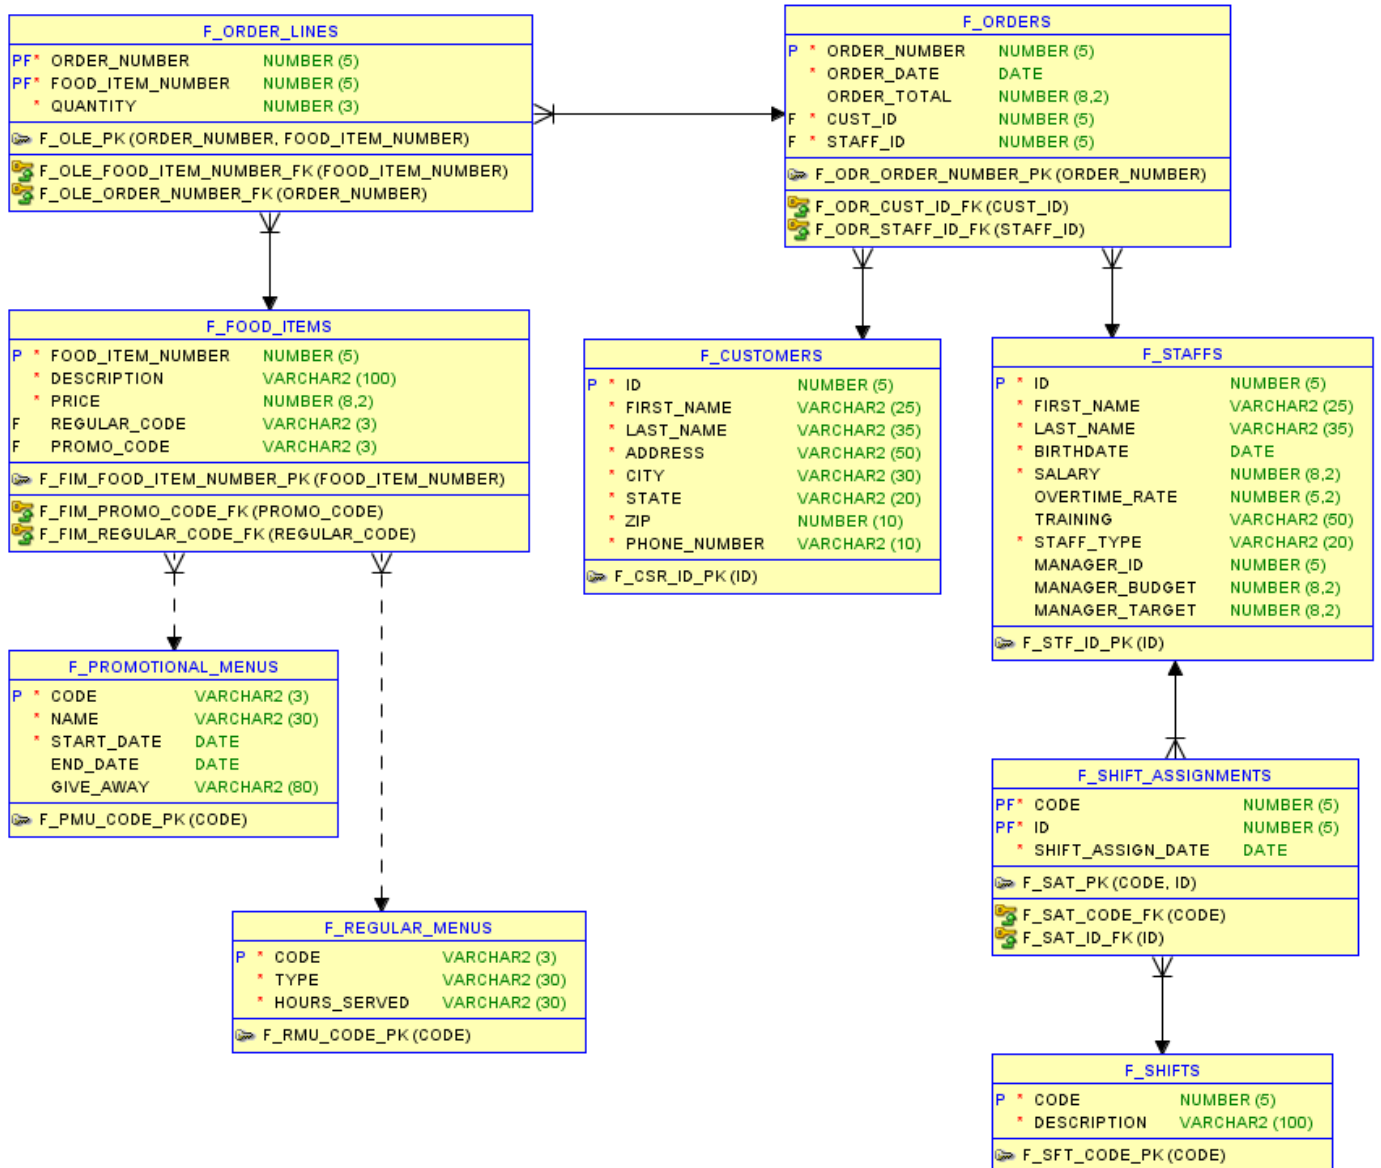 F_ORDER_LINES
PF* ORDER_NUMBER NUMBER (5)
PF* FOOD_ITEM_NUMBER NUMBER (5)
* QUANTITY NUMBER (3)
F_OLE_PK (ORDER_NUMBER, FOOD_ITEM_NUMBER)
F_OLE_FOOD_ITEM_NUMBER_FK (FOOD_ITEM_NUMBER)
F_OLE_ORDER_NUMBER_FK (ORDER_NUMBER)
F_ORDERS
P * ORDER_NUMBER NUMBER (5)
* ORDER_DATE DATE
ORDER_TOTAL NUMBER (8,2)
F * CUST_ID NUMBER (5)
F * STAFF_ID NUMBER (5)
F_ODR_ORDER_NUMBER_PK (ORDER_NUMBER)
F_ODR_CUST_ID_FK (CUST_ID)
F_ODR_STAFF_ID_FK (STAFF_ID)
F_FOOD_ITEMS
P * FOOD_ITEM_NUMBER NUMBER (5)
* DESCRIPTION VARCHAR2 (100)
* PRICE NUMBER (8,2)
F REGULAR_CODE VARCHAR2 (3)
F PROMO_CODE VARCHAR2 (3)
F_FIM_FOOD_ITEM_NUMBER_PK (FOOD_ITEM_NUMBER)
F_FIM_PROMO_CODE_FK (PROMO_CODE)
F_FIM_REGULAR_CODE_FK (REGULAR_CODE)
F_CUSTOMERS
P * ID NUMBER (5)
* FIRST_NAME VARCHAR2 (25)
* LAST_NAME VARCHAR2 (35)
* ADDRESS VARCHAR2 (50)
* CITY VARCHAR2 (30)
* STATE VARCHAR2 (20)
* ZIP NUMBER (10)
* PHONE_NUMBER VARCHAR2 (10)
F_CSR_ID_PK (ID)
F_STAFFS
P * ID NUMBER (5)
* FIRST_NAME VARCHAR2 (25)
* LAST_NAME VARCHAR2 (35)
* BIRTHDATE DATE
* SALARY NUMBER (8,2)
OVERTIME_RATE NUMBER (5,2)
TRAINING VARCHAR2 (50)
* STAFF_TYPE VARCHAR2 (20)
MANAGER_ID NUMBER (5)
MANAGER_BUDGET NUMBER (8,2)
MANAGER_TARGET NUMBER (8,2)
F_STF_ID_PK (ID)
F_PROMOTIONAL_MENUS
P * CODE VARCHAR2 (3)
* NAME VARCHAR2 (30)
* START_DATE DATE
END_DATE DATE
GIVE_AWAY VARCHAR2 (80)
F_PMU_CODE_PK (CODE)
F_REGULAR_MENUS
P * CODE VARCHAR2 (3)
* TYPE VARCHAR2 (30)
* HOURS_SERVED VARCHAR2 (30)
F_RMU_CODE_PK (CODE)
F_SHIFT_ASSIGNMENTS
PF* CODE NUMBER (5)
PF* ID NUMBER (5)
* SHIFT_ASSIGN_DATE DATE
F_SAT_PK (CODE, ID)
F_SAT_CODE_FK (CODE)
F_SAT_ID_FK (ID)
F_SHIFTS
P * CODE NUMBER (5)
* DESCRIPTION VARCHAR2 (100)
F_SFT_CODE_PK (CODE)